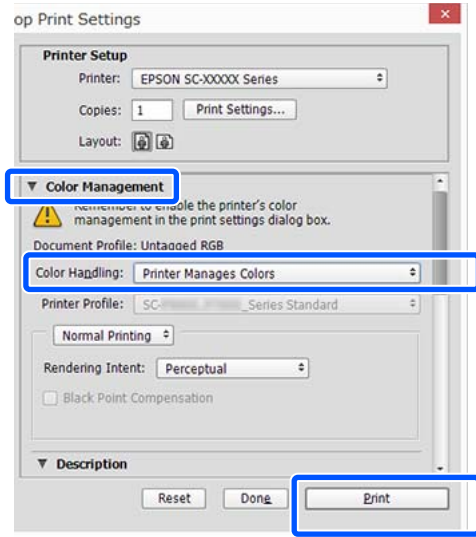 op Print Settings
Printer Setup
Printer: EPSON SC-XXXXX Series
Copies: 1 Print Settings...
Layout:
Color Management
Remember to enable the printer's color
management in the print settings dialog box.
Document Profile: Untagged RGB
Color Handling: Printer Manages Colors
Printer Profile: SC- _Series Standard
Normal Printing
Rendering Intent: Perceptual
Black Point Compensation
Description
Reset Done Print